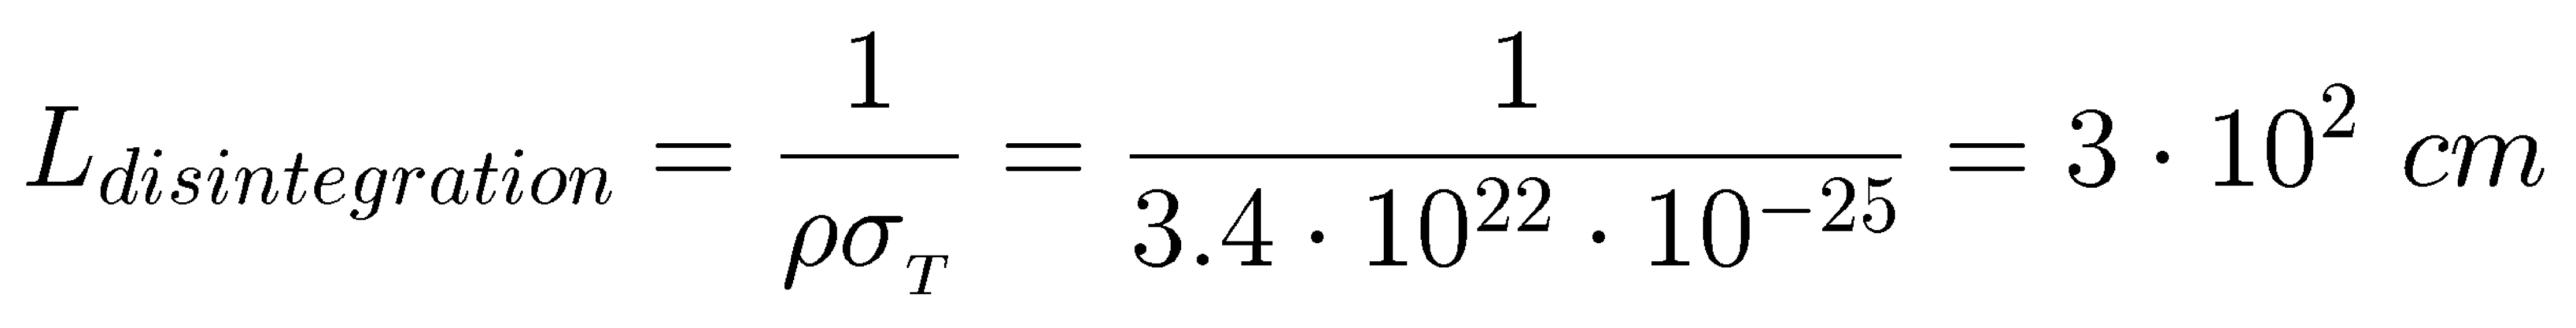 L_{disintegration} = \frac{1}{\rho\sigma_T} = \frac{1}{3.4 \cdot 10^{22} \cdot 10^{-25}} = 3 \cdot 10^2 \ cm